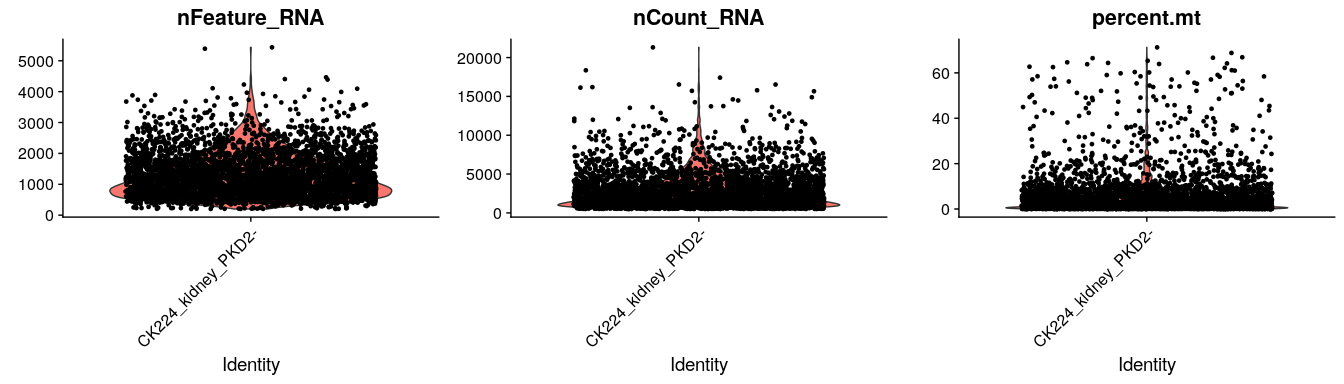 nFeature_RNA
5000
4000
3000
2000
1000
0
CK224_kidney_PKD2-
Identity
nCount_RNA
20000
15000
10000
5000
0
CK224_kidney_PKD2-
Identity
percent.mt
60
40
20
0
CK224_kidney_PKD2-
Identity